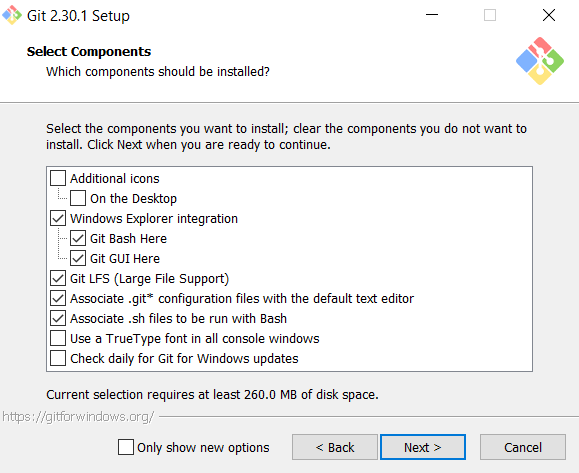 Git 2.30.1 Setup
Select Components
Which components should be installed?
Select the components you want to install; clear the components you do not want to
install. Click Next when you are ready to continue.
Additional icons
On the Desktop
Windows Explorer integration
Git Bash Here
Git GUI Here
Git LFS (Large File Support)
Associate .git* configuration files with the default text editor
Associate .sh files to be run with Bash
Use a TrueType font in all console windows
Check daily for Git for Windows updates
Current selection requires at least 260.0 MB of disk space.
https://gitforwindows.org/
Only show new options
< Back
Next >
Cancel